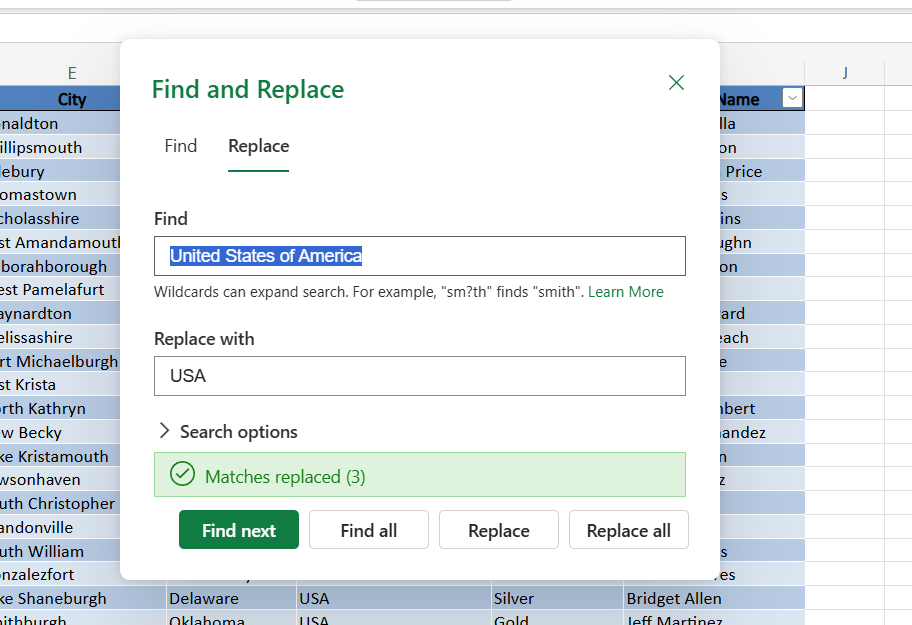 E J
City Name
Find and Replace
Find Replace
Find
United States of America
Wildcards can expand search. For example, "sm?th" finds "smith". Learn More
Replace with
USA
Search options
Matches replaced (3)
Find next Find all Replace Replace all
naldton lla
illipsmouth on
lebury Price
omastown s
cholasshire ins
st Amandamouth ughn
borahborough on
est Pamelafurt
aynardton ard
elissashire each
rt Michaelburgh e
st Krista
rth Kathryn nbert
w Becky nandez
ke Kristamouth n
wsonhaven z
uth Christopher
andonville
uth William s
nzalezfort es
ke Shaneburgh Delaware USA Silver Bridget Allen
ithburgh Oklahoma USA Gold Jeff Martinez